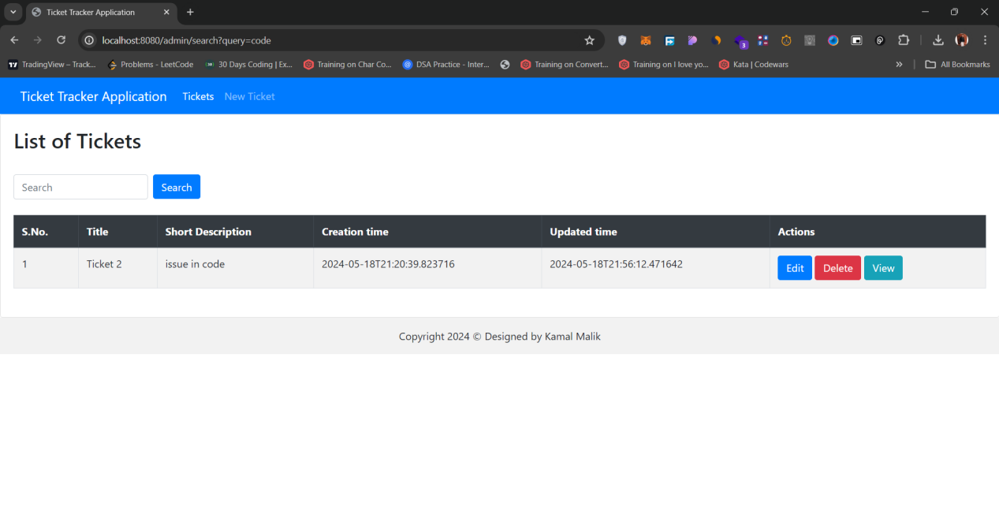 Ticket Tracker Application
localhost:8080/admin/search?query=code
3
TradingView – Track... Problems - LeetCode 30 Days Coding | Ex... Training on Char Co... DSA Practice - Inter... Training on Convert... Training on I love yo... Kata | Codewars » All Bookmarks
Ticket Tracker Application Tickets New Ticket
List of Tickets
Search Search
S.No. Title Short Description Creation time Updated time Actions
1 Ticket 2 issue in code 2024-05-18T21:20:39.823716 2024-05-18T21:56:12.471642 Edit Delete View
Copyright 2024 © Designed by Kamal Malik